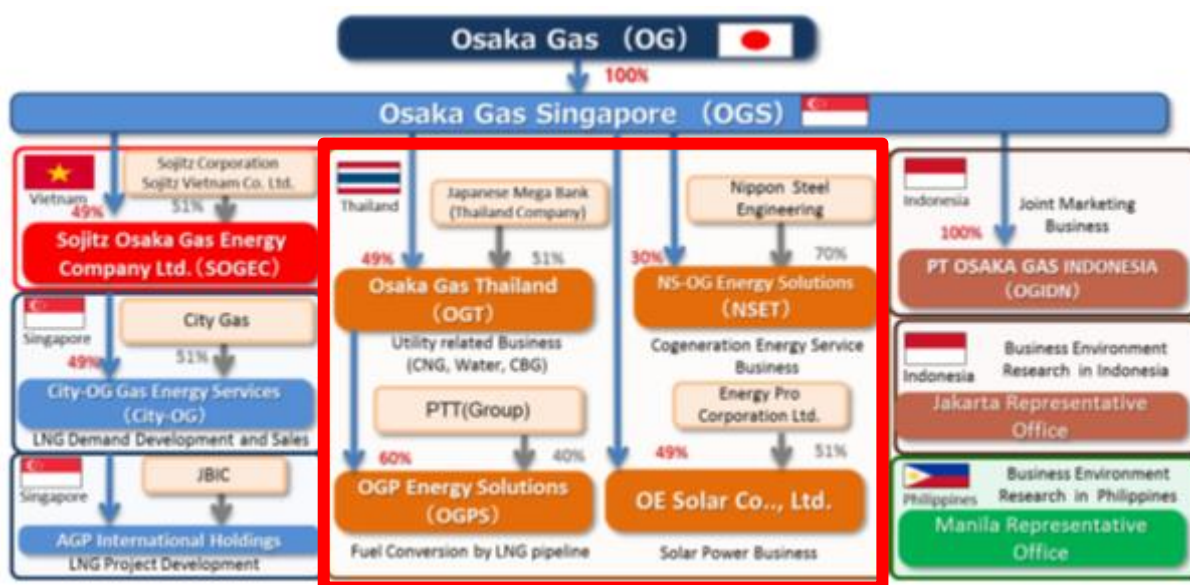 Osaka Gas （OG）
100%
Osaka Gas Singapore （OGS）
Vietnam
Sojitz Corporation
Sojitz Vietnam Co. Ltd.
49%
51%
Sojitz Osaka Gas Energy
Company Ltd.（SOGEC）
Singapore
City Gas
49%
51%
City-OG Gas Energy Services
(City-OG)
LNG Demand Development and Sales
Singapore
JBIC
AGP International Holdings
LNG Project Development
Thailand
Japanese Mega Bank
(Thailand Company)
49%
51%
Osaka Gas Thailand
(OGT)
Utility related Business
(CNG, Water, CBG)
PTT(Group)
60%
40%
OGP Energy Solutions
(OGPS)
Fuel Conversion by LNG pipeline
Nippon Steel
Engineering
30%
70%
NS-OG Energy Solutions
(NSET)
Cogeneration Energy Service
Business
Energy Pro
Corporation Ltd.
49%
51%
OE Solar Co.., Ltd.
Solar Power Business
Indonesia
Joint Marketing
Business
100%
PT OSAKA GAS INDONESIA
(OGIDN)
Indonesia
Business Environment
Research in Indonesia
Jakarta Representative
Office
Philippines
Business Environment
Research in Philippines
Manila Representative
Office